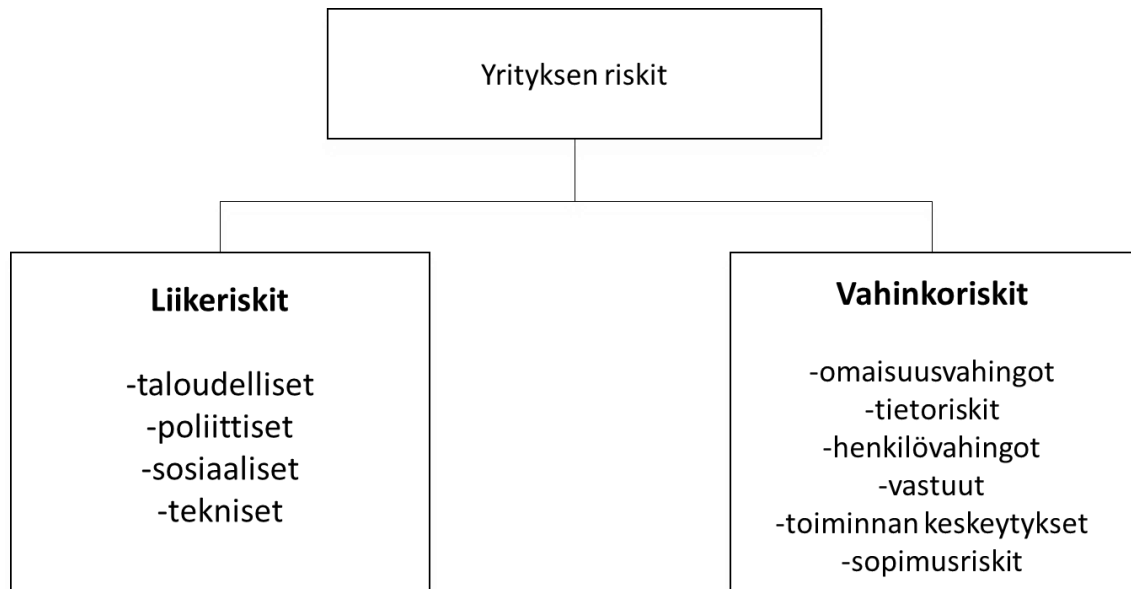 Yrityksen riskit
Liikeriskit
-taloudelliset
-poliittiset
-sosiaaliset
-tekniset
Vahinkoriskit
-omaisuusvahingot
-tietoriskit
-henkilövahingot
-vastuut
-toiminnan keskeytykset
-sopimusriskit